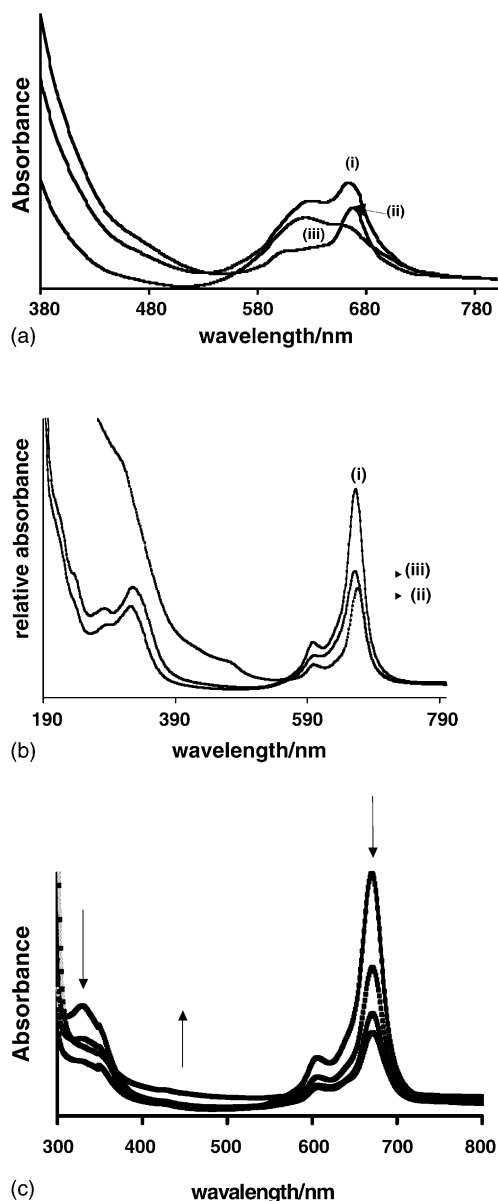 Absorbance
(i)
(ii)
(iii)
380 480 580 680 780
wavelength/nm
(a)
relative absorbance
(i)
(iii)
(ii)
190 390 590 790
wavelength/nm
(b)
Absorbance
300 400 500 600 700 800
wavalength/nm
(c)